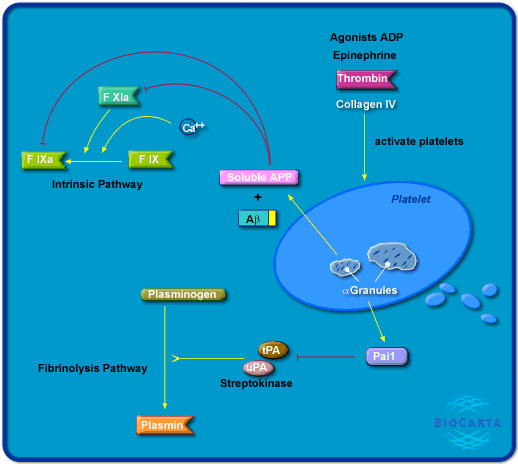 Agonists ADP
Epinephrine
Thrombin
Collagen IV
activate platelets
F XIa
Ca++
F IXa
F IX
Intrinsic Pathway
Soluble APP
+
Aβ
Platelet
αGranules
Plasminogen
tPA
uPA
Streptokinase
Pai1
Fibrinolysis Pathway
Plasmin
BIOCARTA